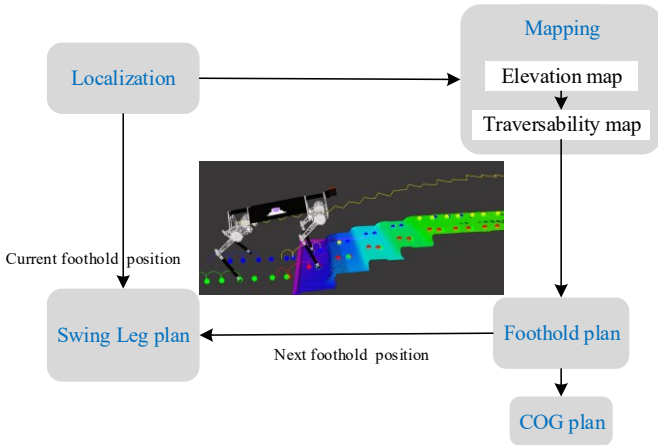 Mapping
Localization
Elevation map
Traversability map
Current foothold position
Swing Leg plan
Next foothold position
Foothold plan
COG plan